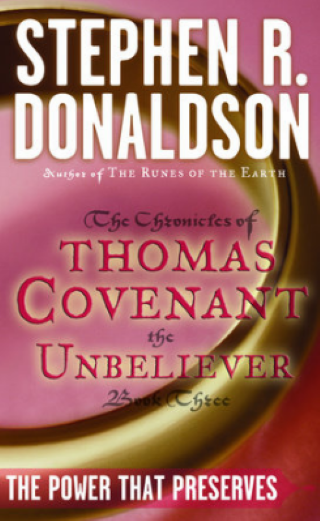 STEPHEN R.
DONALDSON
Author of THE RUNES OF THE EARTH
The Chronicles of
THOMAS
COVENANT
the
UNBELIEVER
Book Three
THE POWER THAT PRESERVES